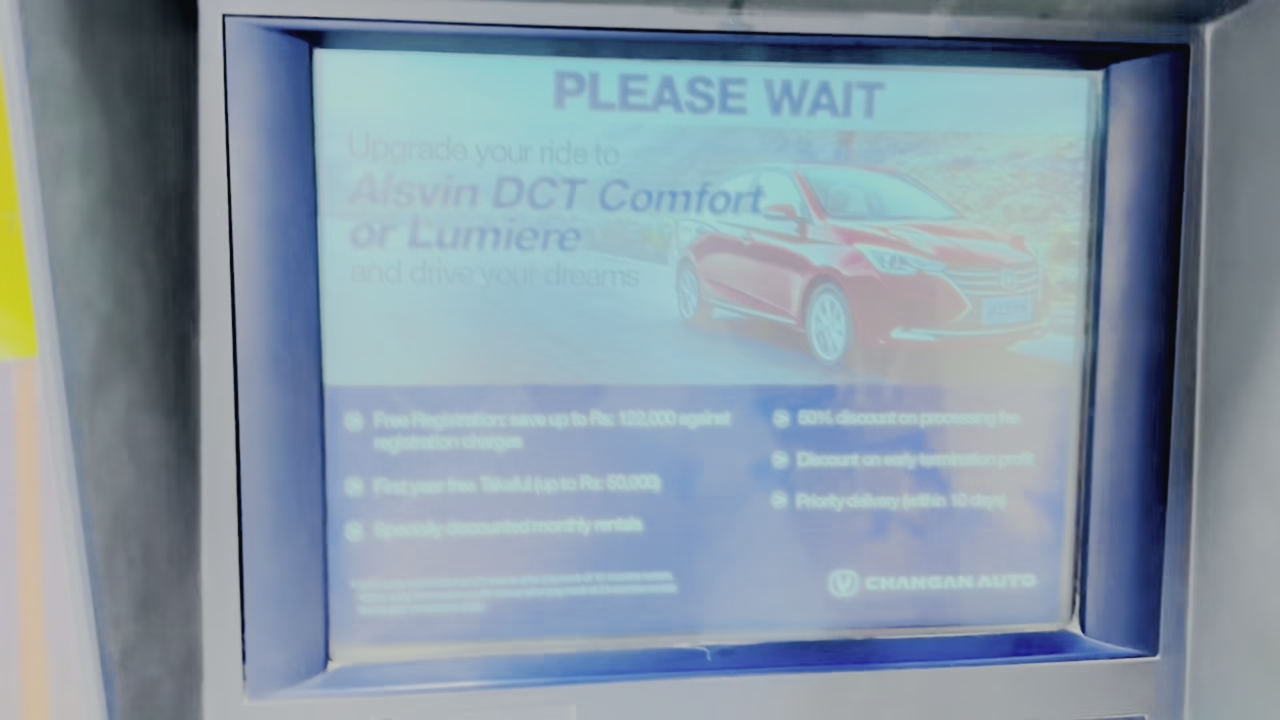 PLEASE WAIT
Upgrade your ride to
Alsvin DCT Comfort
or Lumiere
and drive your dreams
Free Registration: save up to Rs. 122,000 against
registration charges
First year free Takaful (up to Rs: 50,000)
Specially discounted monthly rentals
50% discount on processing fee
Discount on early termination profit
Priority delivery (within 10 days)
CHANGAN AUTO